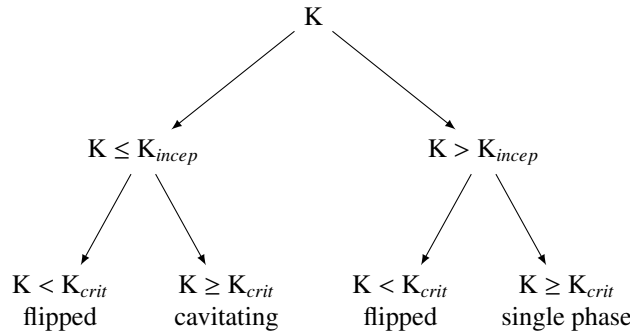 K
K ≤ K_incep
K > K_incep
K < K_crit
flipped
K ≥ K_crit
cavitating
K < K_crit
flipped
K ≥ K_crit
single phase